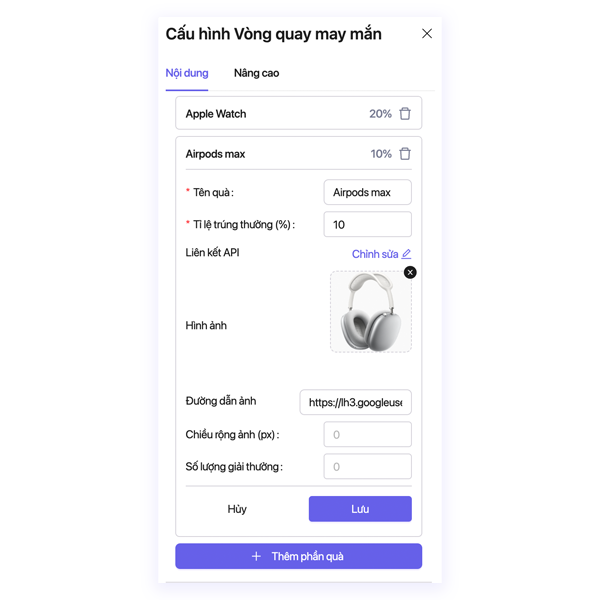 Cấu hình Vòng quay may mắn
Nội dung
Nâng cao
Apple Watch
20%
Airpods max
10%
* Tên quà :
Airpods max
* Tỉ lệ trúng thưởng (%) :
10
Liên kết API
Chỉnh sửa
Hình ảnh
Đường dẫn ảnh
https://lh3.googleuse
Chiều rộng ảnh (px) :
0
Số lượng giải thưởng :
0
Hủy
Lưu
+ Thêm phần quà